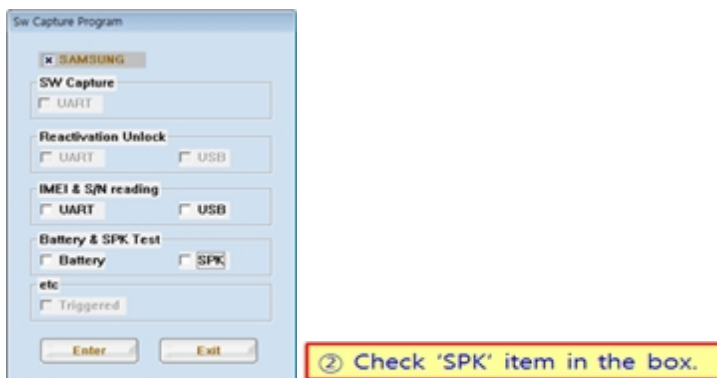 Sw Capture Program
SAMSUNG
SW Capture
UART
Reactivation Unlock
UART USB
IMEI & S/N reading
UART USB
Battery & SPK Test
Battery SPK
etc
Triggered
Enter Exit
② Check ‘SPK’ item in the box.